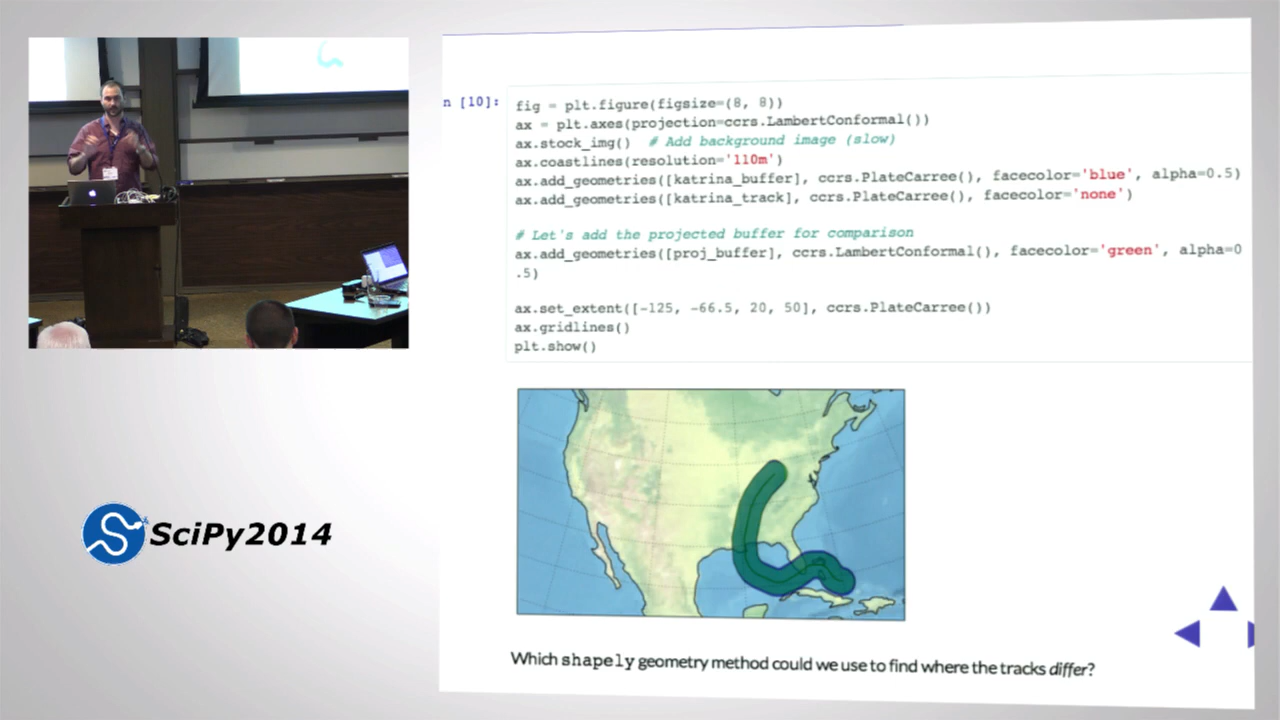 n [10]:
fig = plt.figure(figsize=(8, 8))
ax = plt.axes(projection=ccrs.LambertConformal())
ax.stock_img()  # Add background image (slow)
ax.coastlines(resolution='110m')
ax.add_geometries([katrina_buffer], ccrs.PlateCarree(), facecolor='blue', alpha=0.5)
ax.add_geometries([katrina_track], ccrs.PlateCarree(), facecolor='none')
# Let's add the projected buffer for comparison
ax.add_geometries([proj_buffer], ccrs.LambertConformal(), facecolor='green', alpha=0
.5)
ax.set_extent([-125, -66.5, 20, 50], ccrs.PlateCarree())
ax.gridlines()
plt.show()
SciPy2014
Which shapely geometry method could we use to find where the tracks differ?